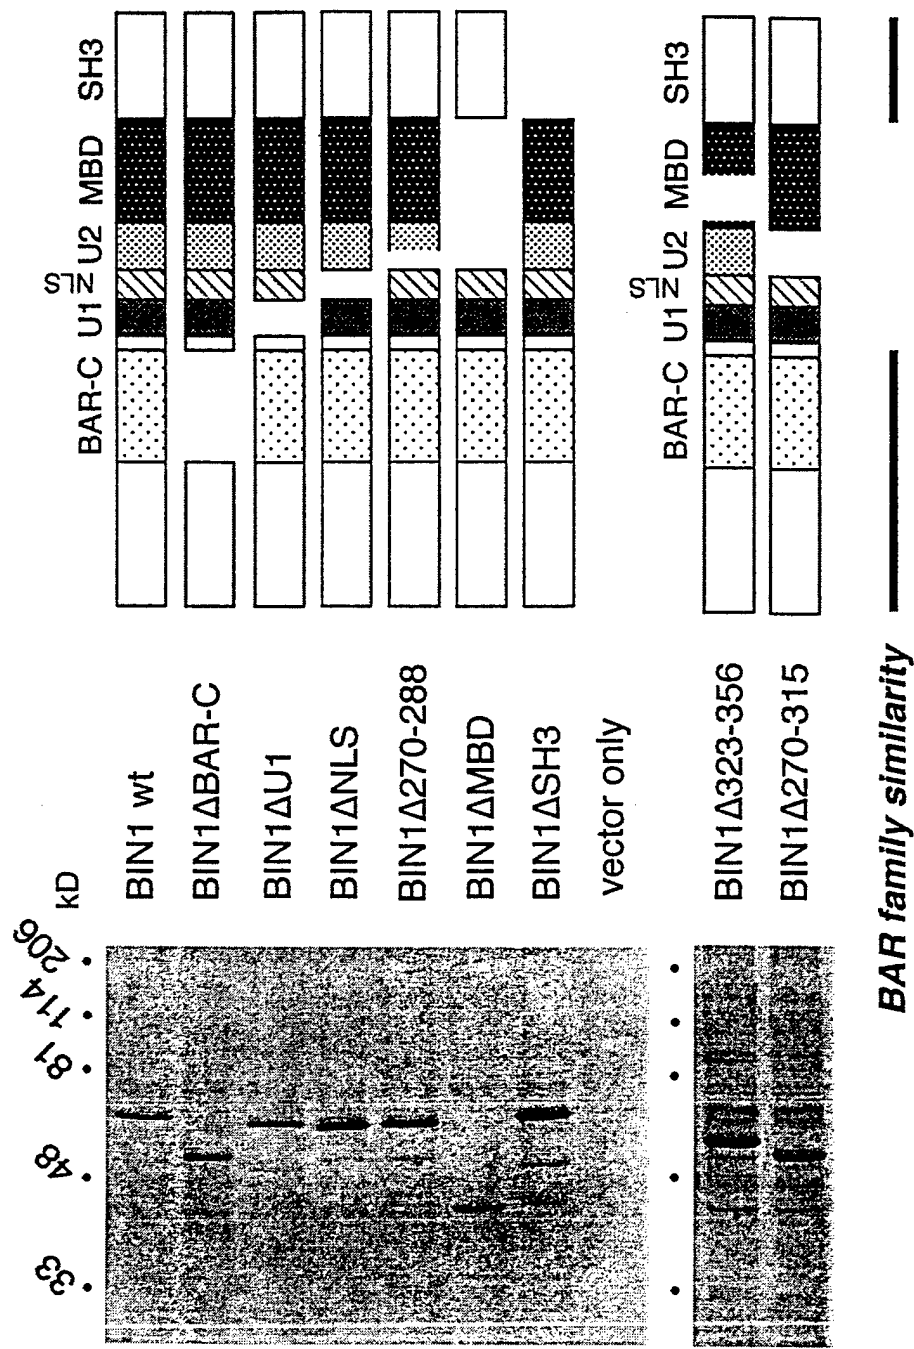 206
114
81
48
33
kD
BIN1 wt
BIN1ΔBAR-C
BIN1ΔU1
BIN1ΔNLS
BIN1Δ270-288
BIN1ΔMBD
BIN1ΔSH3
vector only
BAR-C U1 NLS U2 MBD SH3
BIN1Δ323-356
BIN1Δ270-315
BAR-C U1 NLS U2 MBD SH3
BAR family similarity